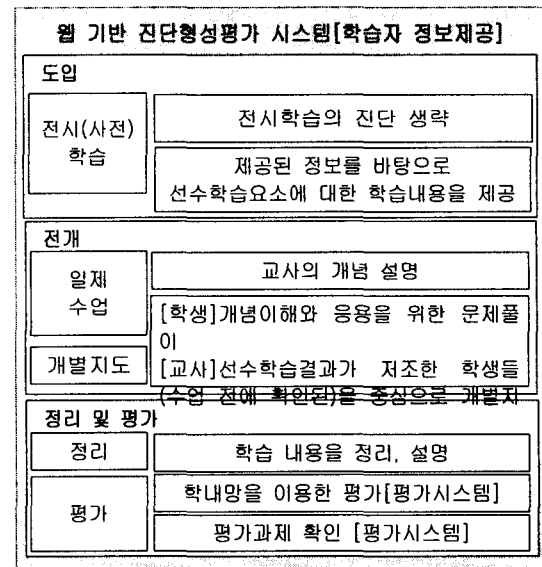 웹 기반 진단형성평가 시스템[학습자 정보제공]
도입
전시(사전)
학습
전시학습의 진단 생략
제공된 정보를 바탕으로
선수학습요소에 대한 학습내용을 제공
전개
일제
수업
교사의 개념 설명
개별지도
[학생]개념이해와 응용을 위한 문제풀
이
[교사]선수학습결과가 저조한 학생들
(수업 전에 확인된)을 중심으로 개별지
정리 및 평가
정리
학습 내용을 정리, 설명
평가
학내망을 이용한 평가[평가시스템]
평가과제 확인 [평가시스템]